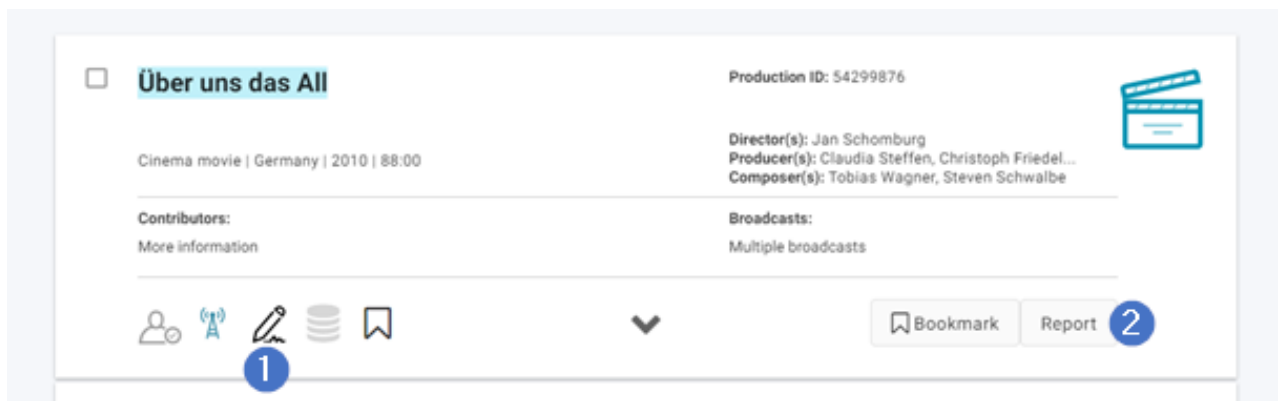 Über uns das All
Production ID: 54299876
Cinema movie | Germany | 2010 | 88:00
Director(s): Jan Schomburg
Producer(s): Claudia Steffen, Christoph Friedel...
Composer(s): Tobias Wagner, Steven Schwalbe
Contributors:
More information
Broadcasts:
Multiple broadcasts
Bookmark
Report
2
1